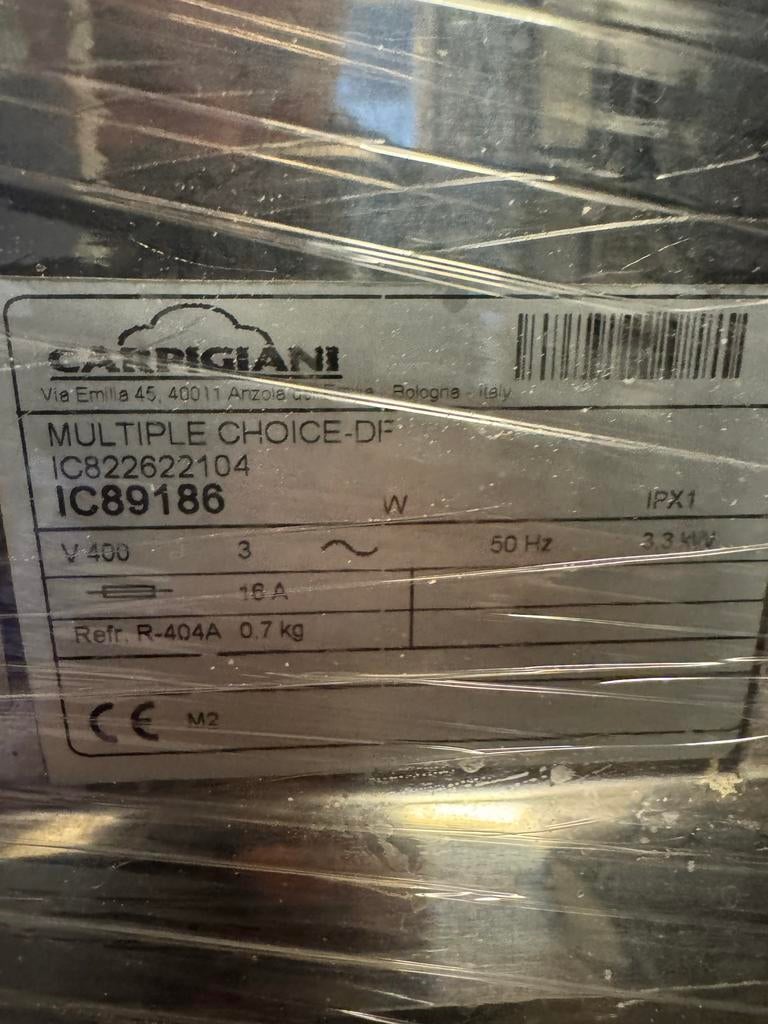 CARPIGIANI
Via Emilia 45, 40011 Anzola Emilia Bologna - Italy
MULTIPLE CHOICE-DF
IC822622104
IC89186 W IPX1
V 400 3 ~ 50 Hz 3.3 kW
16 A
Refr. R-404A 0.7 kg
CE M2